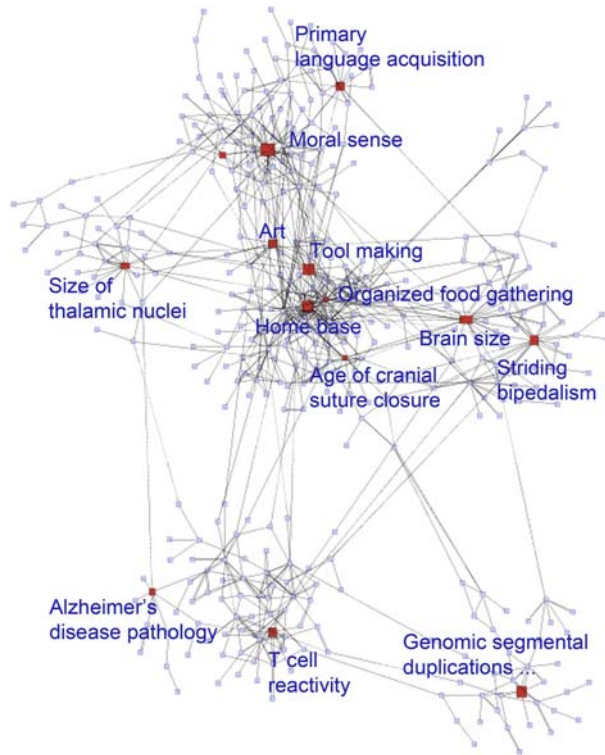 Primary
language acquisition
Moral sense
Art
Tool making
Size of
thalamic nuclei
Organized food gathering
Home base
Brain size
Age of cranial
suture closure
Striding
bipedalism
Alzheimer's
disease pathology
T cell
reactivity
Genomic segmental
duplications ...